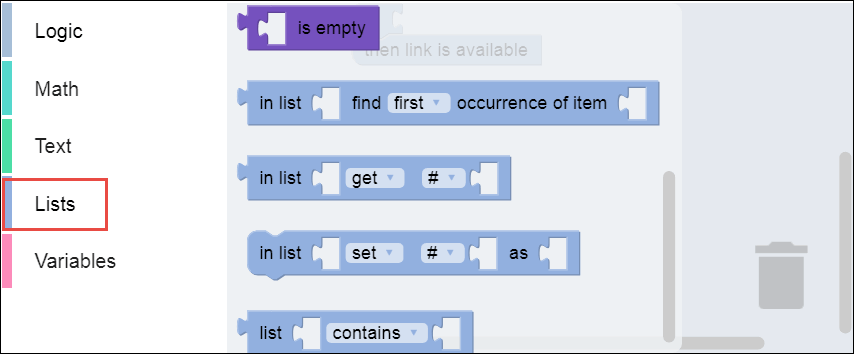 Logic
Math
Text
Lists
Variables
is empty
then link is available
in list find first occurrence of item
in list get #
in list set # as
list contains